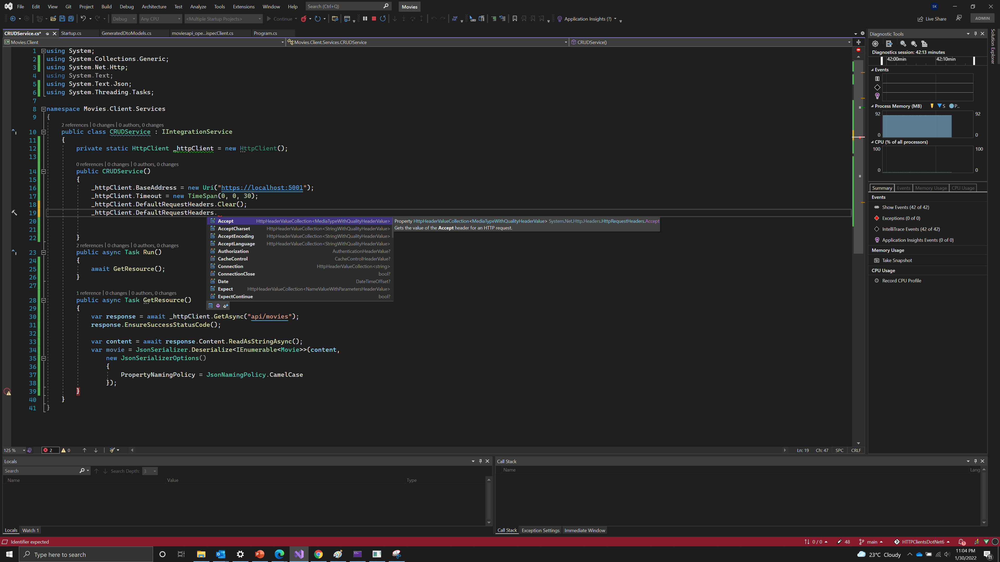 File Edit View Git Project Build Debug Architecture Test Analyze Tools Extensions Window Help Search (Ctrl+Q) Movies SK
Debug Any CPU <Multiple Startup Projects> Continue Application Insights (?) Live Share ADMIN
CRUDService.cs* Startup.cs GeneratedDtoModels.cs moviesapi_ope...ispecClient.cs Program.cs
Movies.Client Movies.Client.Services.CRUDService CRUDService()
1 using System;
2 using System.Collections.Generic;
3 using System.Net.Http;
4 using System.Text;
5 using System.Text.Json;
6 using System.Threading.Tasks;
7
8 namespace Movies.Client.Services
9 {
2 references | 0 changes | 0 authors, 0 changes
10 public class CRUDService : IIntegrationService
11 {
12 private static HttpClient _httpClient = new HttpClient();
13
0 references | 0 changes | 0 authors, 0 changes
14 public CRUDService()
15 {
16 _httpClient.BaseAddress = new Uri("https://localhost:5001");
17 _httpClient.Timeout = new TimeSpan(0, 0, 30);
18 _httpClient.DefaultRequestHeaders.Clear();
19 _httpClient.DefaultRequestHeaders.
20
21
22 }
Accept HttpHeaderValueCollection<MediaTypeWithQualityHeaderValue>
AcceptCharset HttpHeaderValueCollection<StringWithQualityHeaderValue>
AcceptEncoding HttpHeaderValueCollection<StringWithQualityHeaderValue>
AcceptLanguage HttpHeaderValueCollection<StringWithQualityHeaderValue>
Authorization AuthenticationHeaderValue?
CacheControl CacheControlHeaderValue?
Connection HttpHeaderValueCollection<string>
ConnectionClose bool?
Date DateTimeOffset?
Expect HttpHeaderValueCollection<NameValueWithParametersHeaderValue>
ExpectContinue bool?
Property HttpHeaderValueCollection<MediaTypeWithQualityHeaderValue> System.Net.Http.Headers.HttpRequestHeaders.Accept
Gets the value of the Accept header for an HTTP request.
2 references | 0 changes | 0 authors, 0 changes
23 public async Task Run()
24 {
25 await GetResource();
26 }
27
1 reference | 0 changes | 0 authors, 0 changes
28 public async Task GetResource()
29 {
30 var response = await _httpClient.GetAsync("api/movies");
31 response.EnsureSuccessStatusCode();
32
33 var content = await response.Content.ReadAsStringAsync();
34 var movie = JsonSerializer.Deserialize<IEnumerable<Movie>>(content,
35 new JsonSerializerOptions()
36 {
37 PropertyNamingPolicy = JsonNamingPolicy.CamelCase
38 });
39 }
40 }
41 }
125 % 2 0 Ln: 19 Ch: 47 SPC CRLF
Diagnostic Tools
Diagnostics session: 42:13 minutes
42:00min 42:10min
Events
Process Memory (MB) S P..
92 92
0 0
CPU (% of all processors)
100 100
0 0
Summary Events Memory Usage CPU Usage
Events
Show Events (42 of 42)
Exceptions (0 of 0)
IntelliTrace Events (42 of 42)
Application Insights Events (0 of 0)
Memory Usage
Take Snapshot
CPU Usage
Record CPU Profile
Solution Explorer
Locals
Search Search Depth: 3
Name Value Type
Locals Watch 1
Call Stack
Name Lang
Call Stack Exception Settings Immediate Window
Identifier expected 0 / 0 48 main HTTPClientsDotNet6 1
Type here to search 23°C Cloudy 11:04 PM
1/30/2022 11